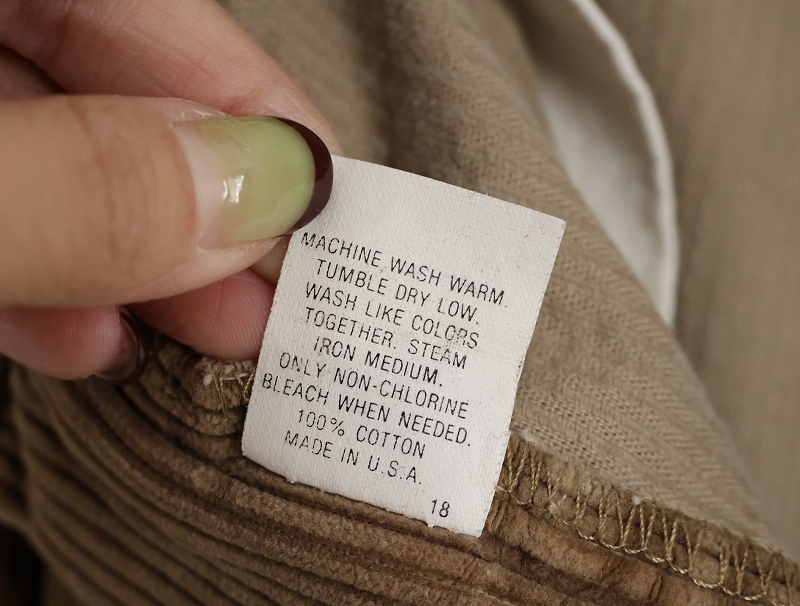 MACHINE WASH WARM.
TUMBLE DRY LOW.
WASH LIKE COLORS
TOGETHER. STEAM
IRON MEDIUM.
ONLY NON-CHLORINE
BLEACH WHEN NEEDED.
100% COTTON
MADE IN U.S.A.
18